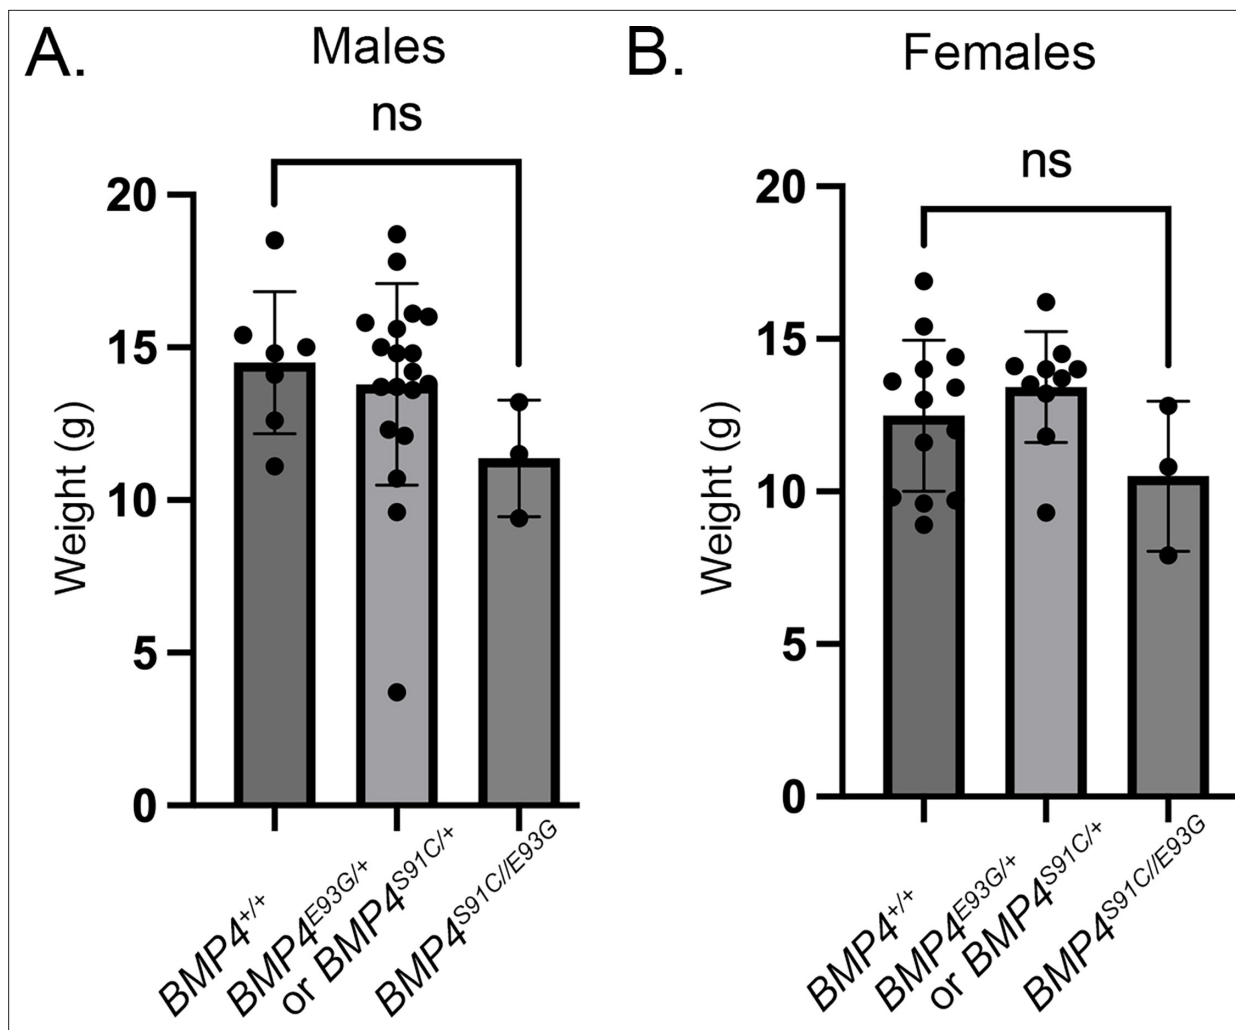 A.
Males
ns
20
15
10
5
0
Weight (g)
BMP4+/+
BMP4E93G/+
or BMP4S91C/+
BMP4S91C//E93G
B.
Females
ns
20
15
10
5
0
Weight (g)
BMP4+/+
BMP4E93G/+
or BMP4S91C/+
BMP4S91C//E93G